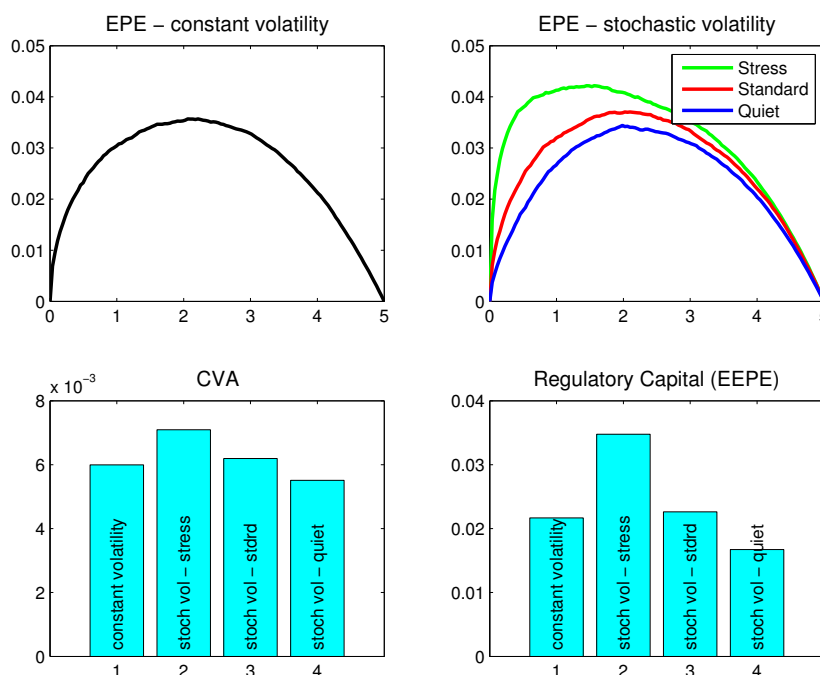 EPE − constant volatility
0.05
0.04
0.03
0.02
0.01
0
0 1 2 3 4 5
EPE − stochastic volatility
0.05
0.04
0.03
0.02
0.01
0
0 1 2 3 4 5
Stress
Standard
Quiet
CVA
x 10−3
8
6
4
2
0
constant volatility
stoch vol − stress
stoch vol − stdrd
stoch vol − quiet
1 2 3 4
Regulatory Capital (EEPE)
0.04
0.03
0.02
0.01
0
constant volatility
stoch vol − stress
stoch vol − stdrd
stoch vol − quiet
1 2 3 4